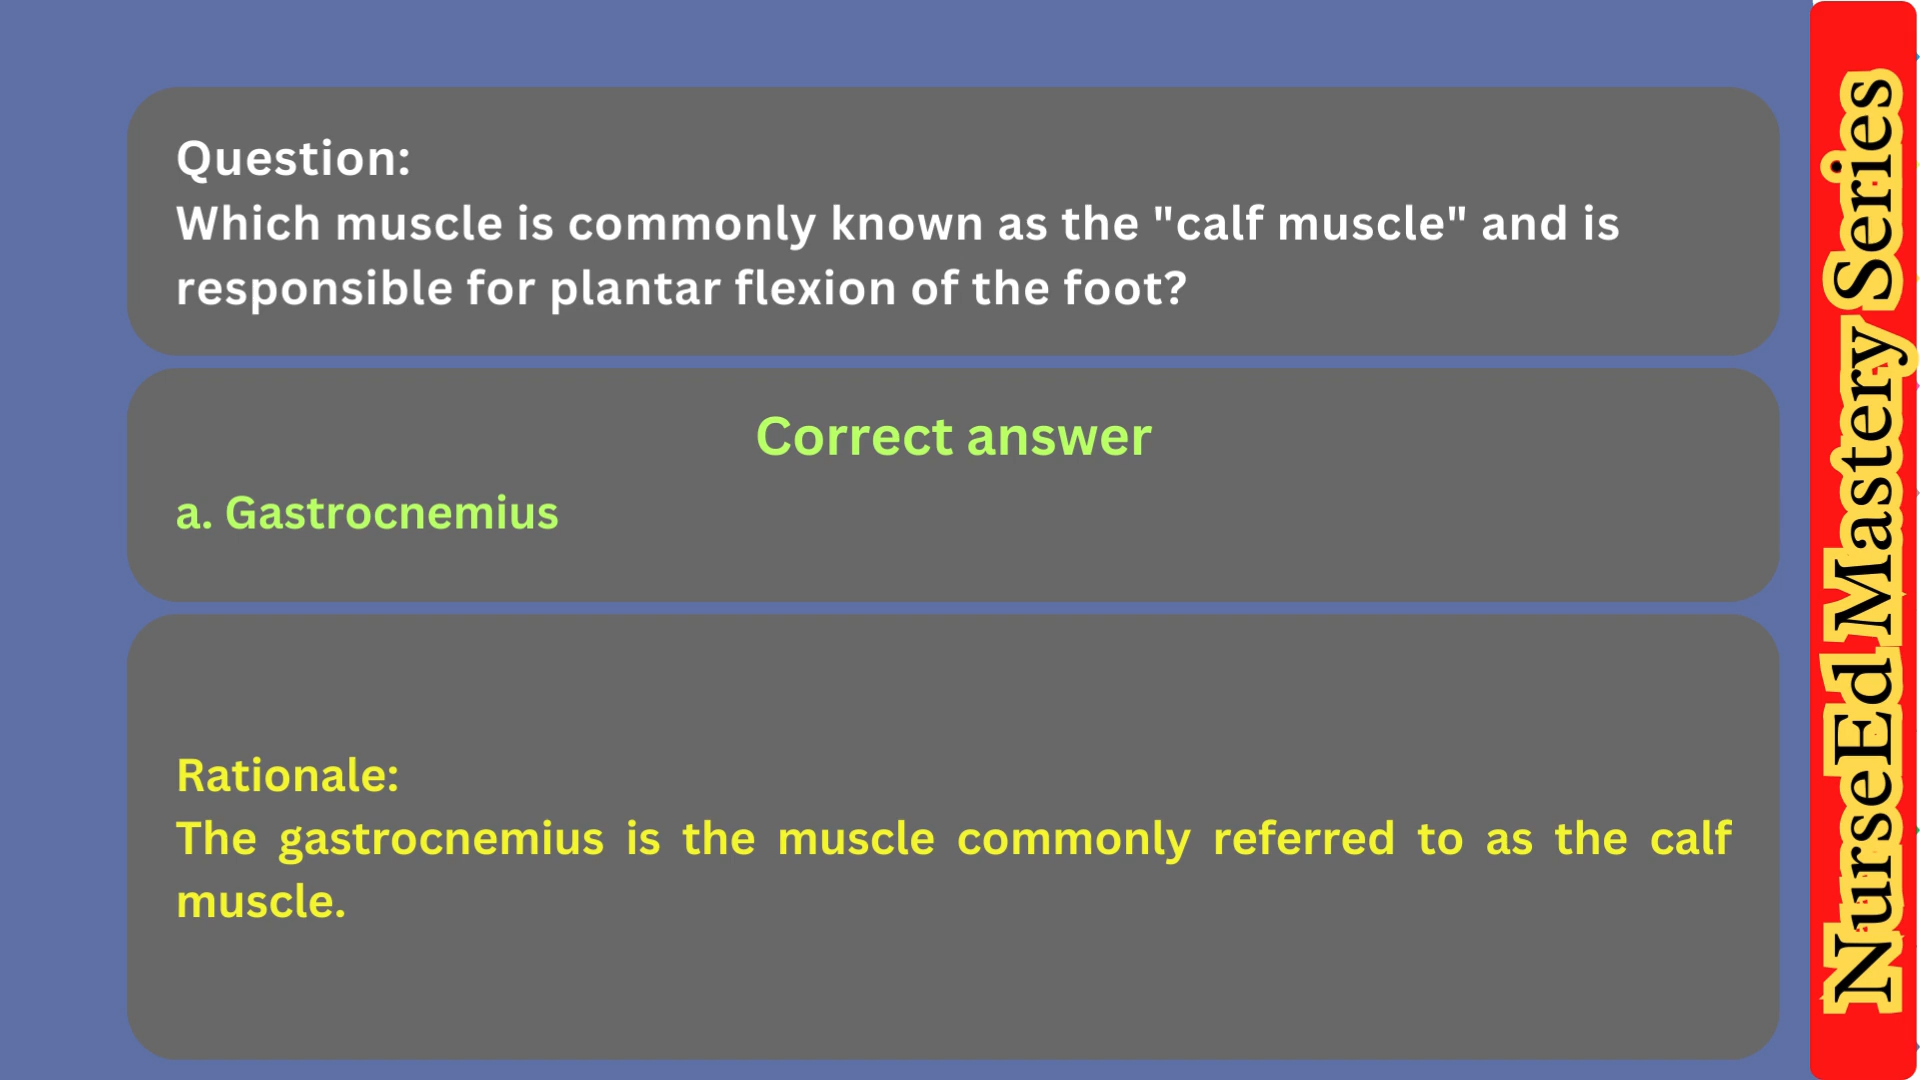 Question:
Which muscle is commonly known as the "calf muscle" and is
responsible for plantar flexion of the foot?
Correct answer
a. Gastrocnemius
Rationale:
The gastrocnemius is the muscle commonly referred to as the calf
muscle.
NurseEd Mastery Series